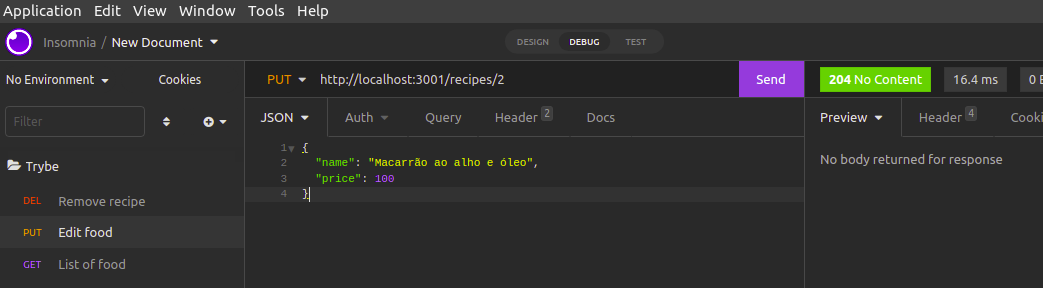 Application Edit View Window Tools Help
Insomnia / New Document
DESIGN DEBUG TEST
No Environment Cookies
PUT http://localhost:3001/recipes/2 Send
204 No Content 16.4 ms 0
Filter
JSON Auth Query Header 2 Docs
Preview Header 4
1 {
2 "name": "Macarrão ao alho e óleo",
3 "price": 100
4 }
No body returned for response
Trybe
DEL Remove recipe
PUT Edit food
GET List of food